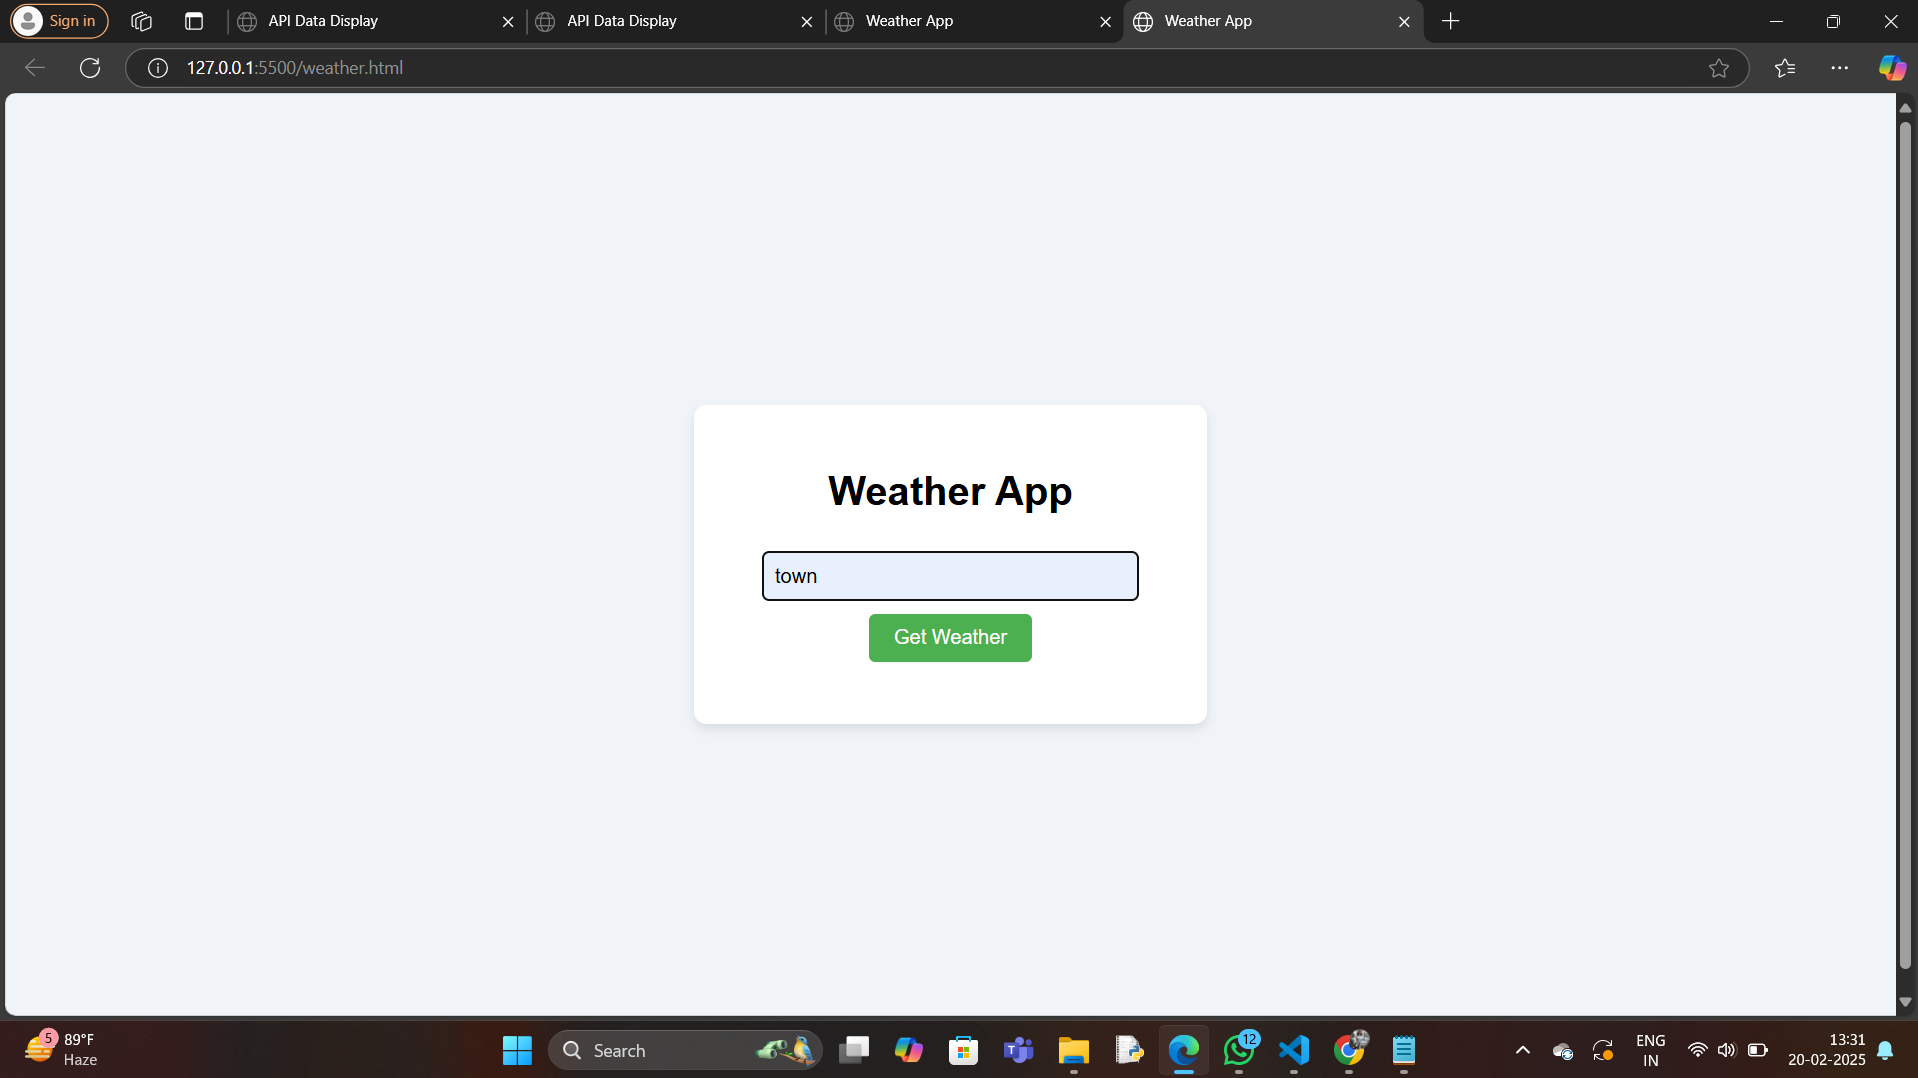 Sign in
API Data Display
API Data Display
Weather App
Weather App
127.0.0.1:5500/weather.html
Weather App
town
Get Weather
5
89°F
Haze
Search
12
ENG
IN
13:31
20-02-2025